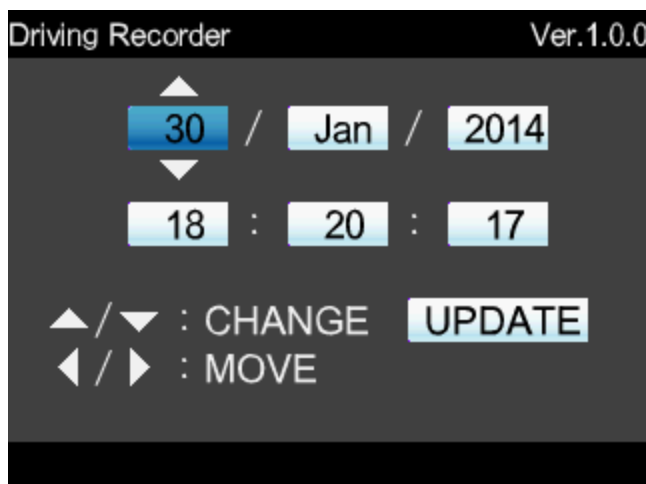 Driving Recorder Ver.1.0.0
30 / Jan / 2014
18 : 20 : 17
/ : CHANGE UPDATE
/ : MOVE